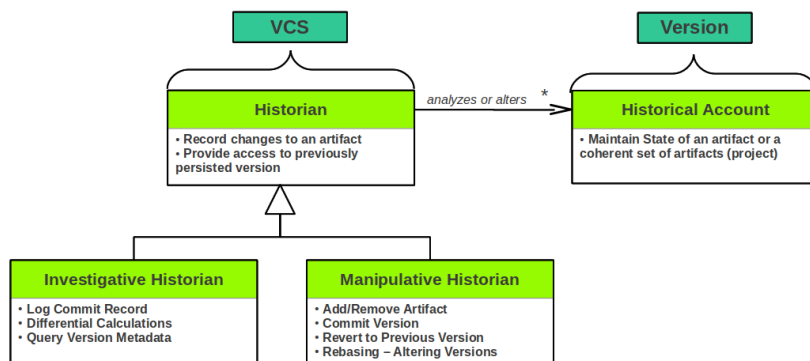 VCS
Version
Historian
analyzes or alters
*
Historical Account
• Record changes to an artifact
• Provide access to previously
persisted version
• Maintain State of an artifact or a
coherent set of artifacts (project)
Investigative Historian
• Log Commit Record
• Differential Calculations
• Query Version Metadata
Manipulative Historian
• Add/Remove Artifact
• Commit Version
• Revert to Previous Version
• Rebasing – Altering Versions